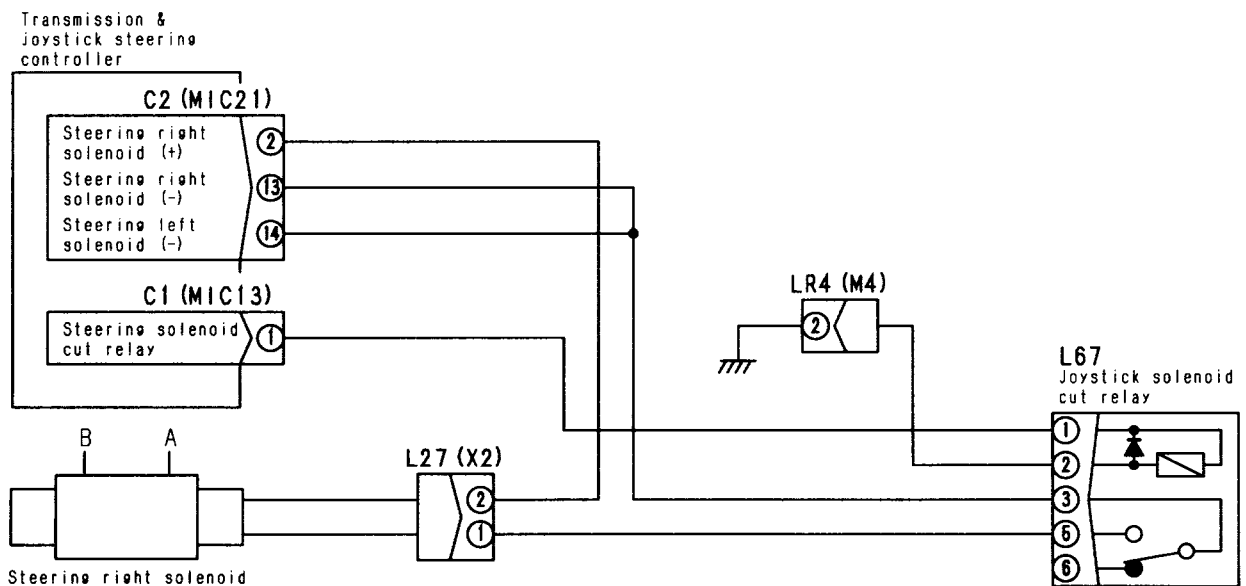 Transmission &
joystick steering
controller
C2 (MIC21)
Steering right
solenoid (+)
2
Steering right
solenoid (-)
13
Steering left
solenoid (-)
14
C1 (MIC13)
Steering solenoid
cut relay
1
LR4 (M4)
2
L67
Joystick solenoid
cut relay
1
2
3
5
6
B A
L27 (X2)
2
1
Steering right solenoid